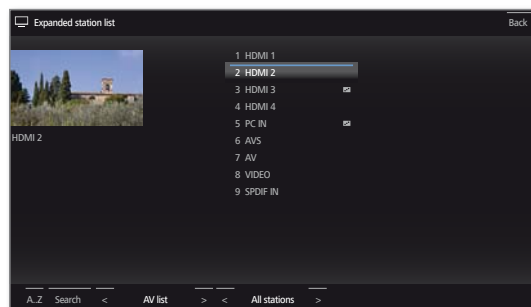 Expanded station list
Back
1 HDMI 1
2 HDMI 2
3 HDMI 3
4 HDMI 4
5 PC IN
6 AVS
7 AV
8 VIDEO
9 SPDIF IN
HDMI 2
A..Z Search < AV list > < All stations >